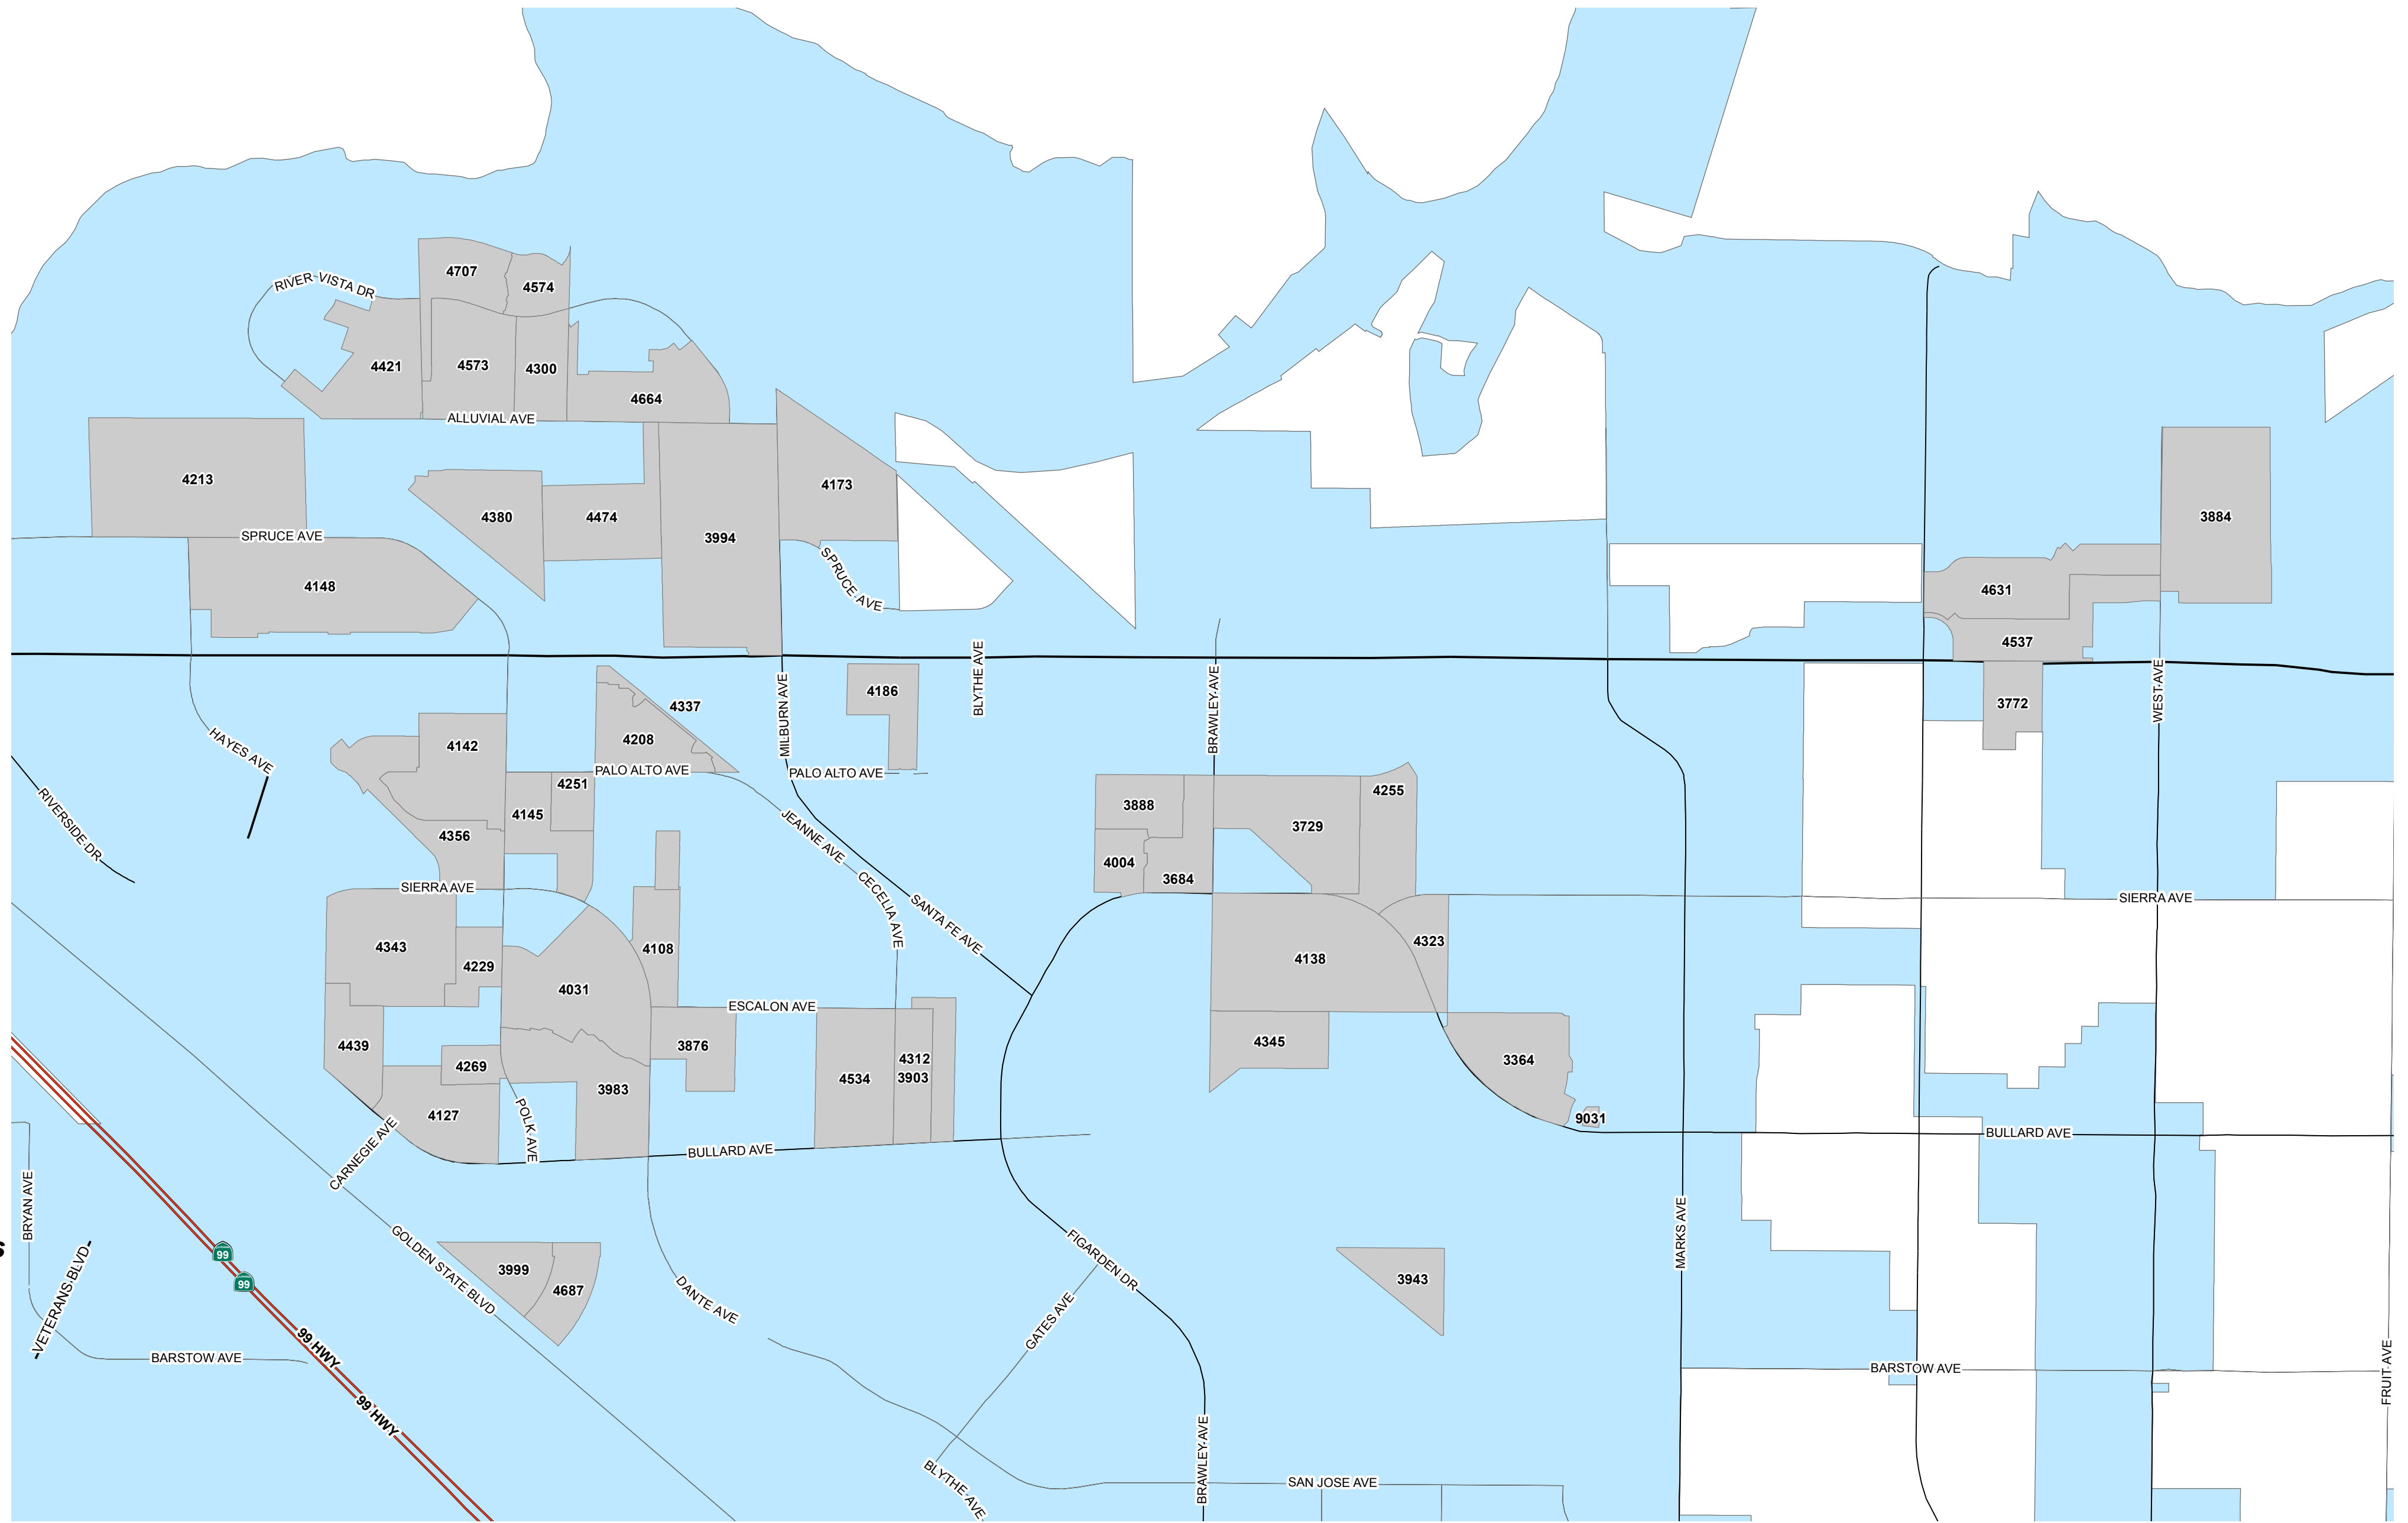 4707
4574
RIVER VISTA DR
4421
4573
4300
4664
ALLUVIAL AVE
4213
4173
4380
4474
3994
3884
SPRUCE AVE
SPRUCE AVE
4148
4631
4537
HAYES AVE
4142
4337
4208
MILBURN AVE
4186
BLYTHE AVE
BRAWLEY AVE
3772
WEST AVE
PALO ALTO AVE
PALO ALTO AVE
4251
4145
4356
RIVERSIDE DR
JEANNE AVE
CECELIA AVE
SANTA FE AVE
3888
3729
4255
4004
3684
SIERRA AVE
SIERRA AVE
4343
4229
4108
4031
4138
4323
ESCALON AVE
4439
4269
3876
4534
4312
3903
4345
3364
9031
3983
4127
POLK AVE
CARNEGIE AVE
BULLARD AVE
BULLARD AVE
BRYAN AVE
VETERANS BLVD
99
99
GOLDEN STATE BLVD
3999
4687
DANTE AVE
FIGARDEN DR
GATES AVE
3943
MARKS AVE
BARSTOW AVE
99 HWY
99 HWY
BARSTOW AVE
FRUIT AVE
BLYTHE AVE
BRAWLEY AVE
SAN JOSE AVE